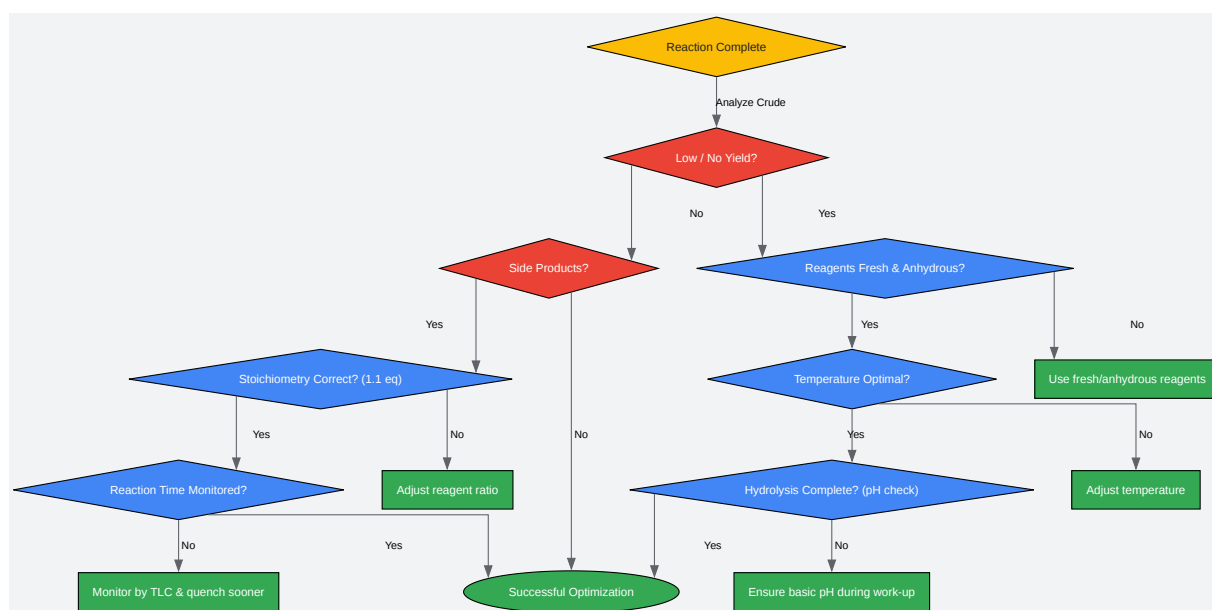 Reaction Complete
Analyze Crude
Low / No Yield?
No
Yes
Side Products?
Reagents Fresh & Anhydrous?
Yes
Yes
No
Stoichiometry Correct? (1.1 eq)
Temperature Optimal?
Use fresh/anhydrous reagents
Yes
No
No
Yes
No
Reaction Time Monitored?
Adjust reagent ratio
Hydrolysis Complete? (pH check)
Adjust temperature
No
Yes
Yes
No
Monitor by TLC & quench sooner
Successful Optimization
Ensure basic pH during work-up